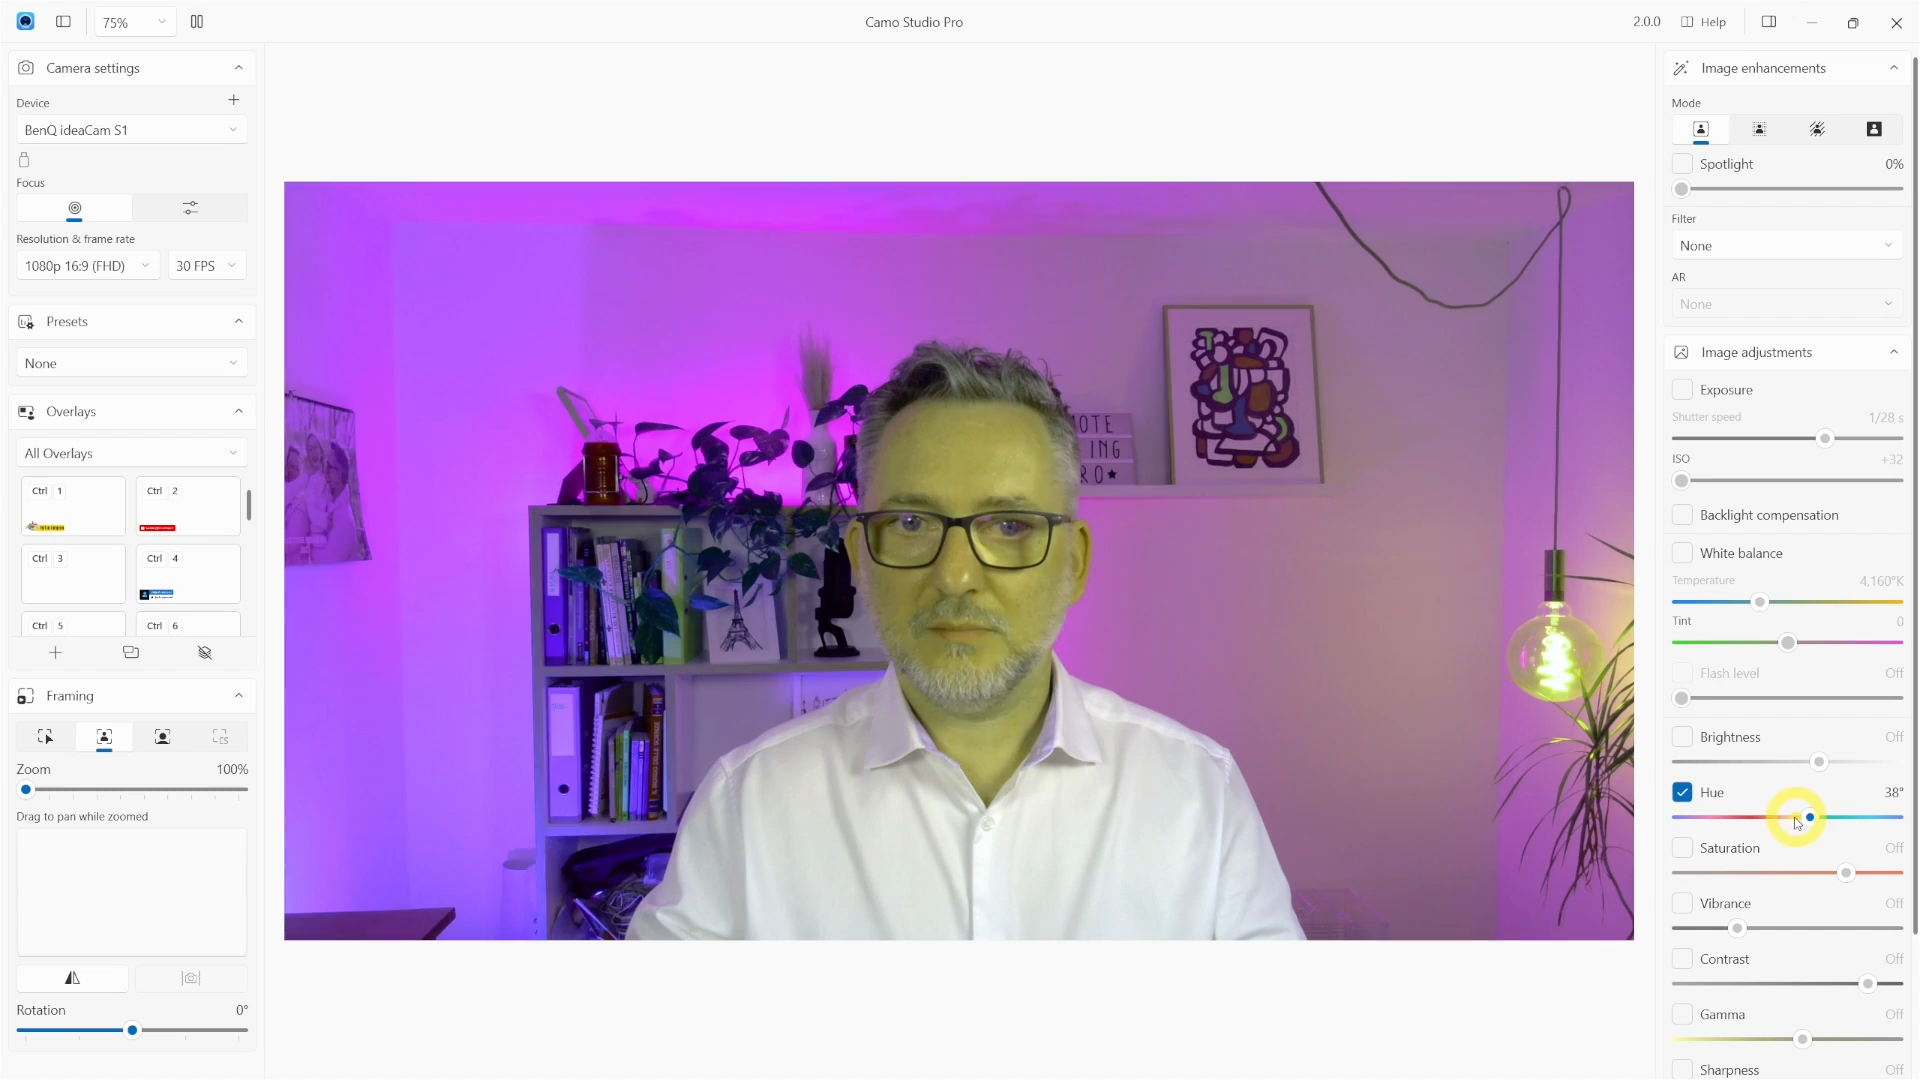 75%
Camo Studio Pro
2.0.0
Help
Camera settings
Device
BenQ ideaCam S1
Focus
Resolution & frame rate
1080p 16:9 (FHD)
30 FPS
Presets
None
Overlays
All Overlays
Ctrl 1
Ctrl 2
Ctrl 3
Ctrl 4
Ctrl 5
Ctrl 6
Framing
Zoom
100%
Drag to pan while zoomed
Rotation
0°
OTE
ING
RO★
Image enhancements
Mode
Spotlight
0%
Filter
None
AR
None
Image adjustments
Exposure
Shutter speed
1/28 s
ISO
+32
Backlight compensation
White balance
Temperature
4,160°K
Tint
0
Flash level
Off
Brightness
Off
Hue
38°
Saturation
Off
Vibrance
Off
Contrast
Off
Gamma
Off
Sharpness
Off